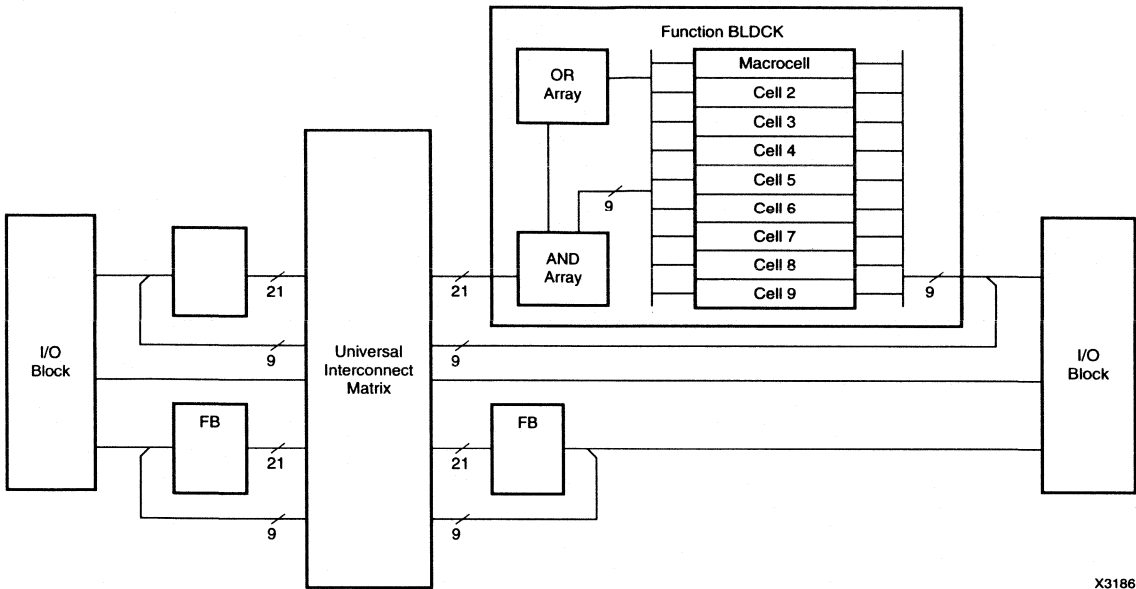 Function BLDCK
OR
Array
Macrocell
Cell 2
Cell 3
Cell 4
Cell 5
Cell 6
Cell 7
Cell 8
Cell 9
9
AND
Array
21
21
9
9
9
I/O
Block
Universal
Interconnect
Matrix
I/O
Block
FB
21
21
FB
9
9
X3186